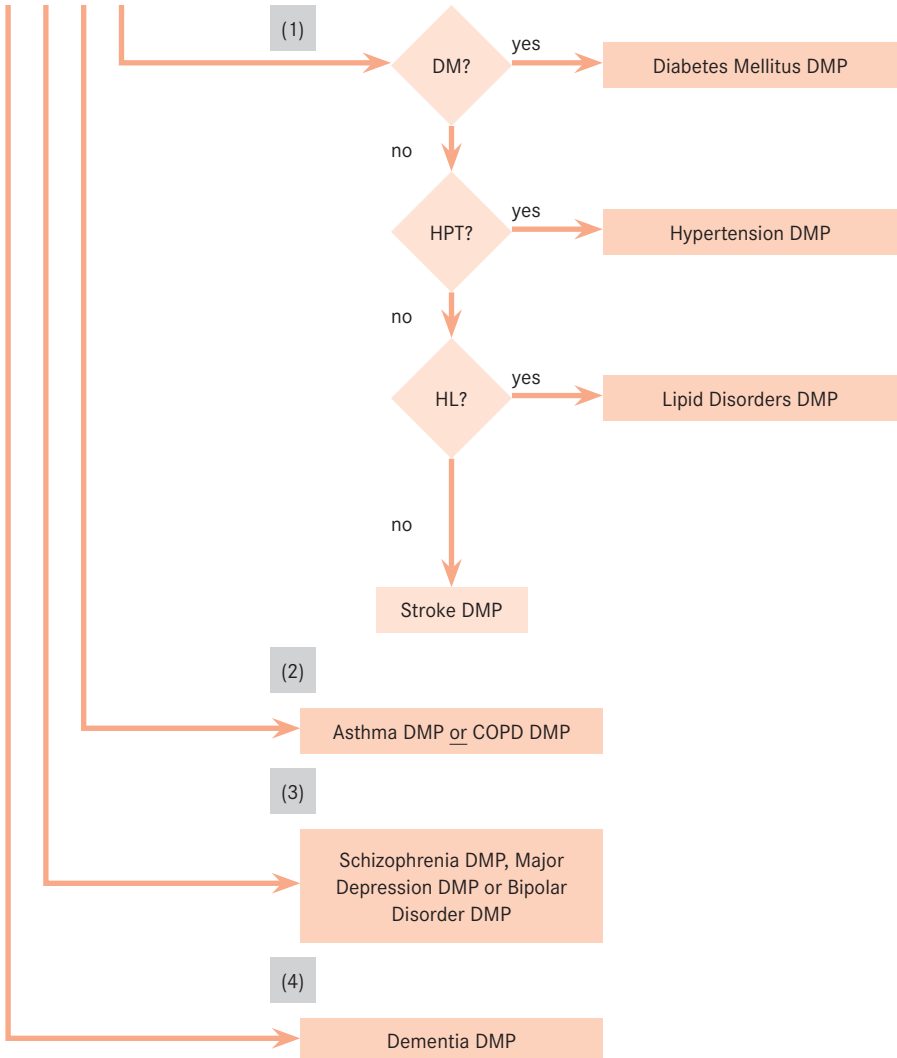 (1)
DM?
yes
Diabetes Mellitus DMP
no
HPT?
yes
Hypertension DMP
no
HL?
yes
Lipid Disorders DMP
no
Stroke DMP
(2)
Asthma DMP or COPD DMP
(3)
Schizophrenia DMP, Major
Depression DMP or Bipolar
Disorder DMP
(4)
Dementia DMP